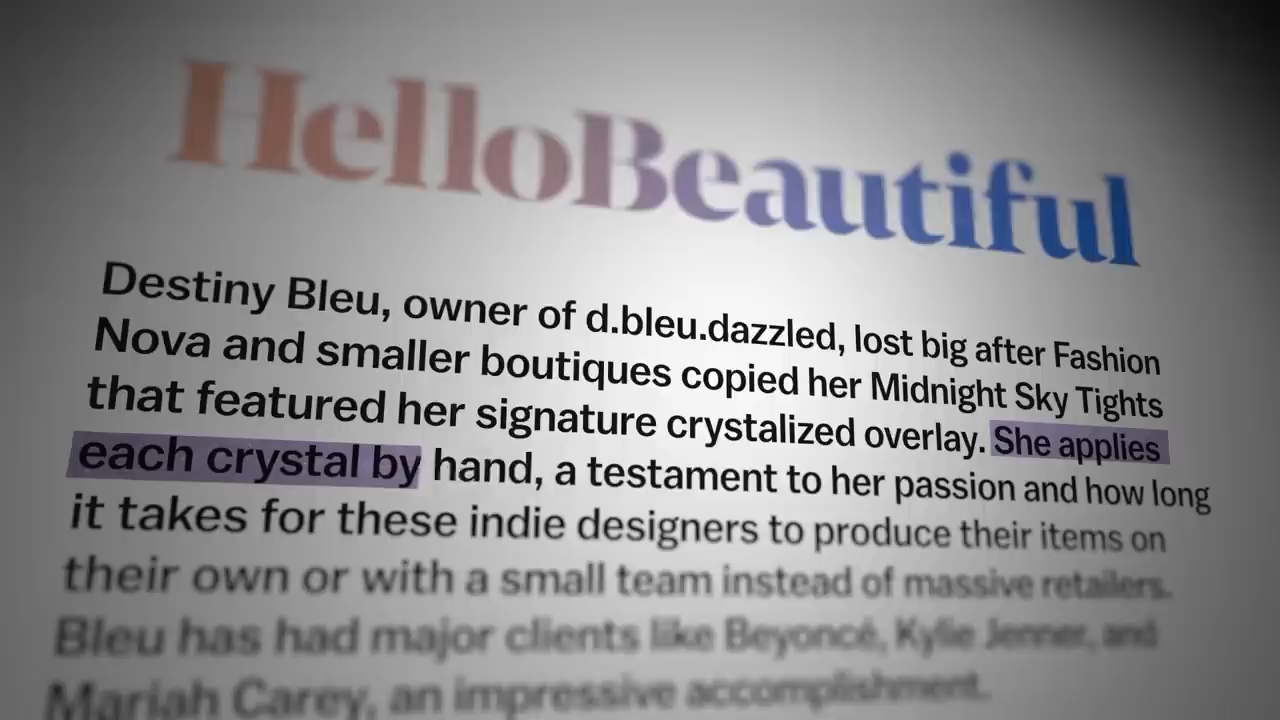 HelloBeautiful
Destiny Bleu, owner of d.bleu.dazzled, lost big after Fashion
Nova and smaller boutiques copied her Midnight Sky Tights
that featured her signature crystalized overlay. She applies
each crystal by hand, a testament to her passion and how long
it takes for these indie designers to produce their items on
their own or with a small team instead of massive retailers.
Bleu has had major clients like Beyoncé, Kylie Jenner, and
Mariah Carey, an impressive accomplishment.